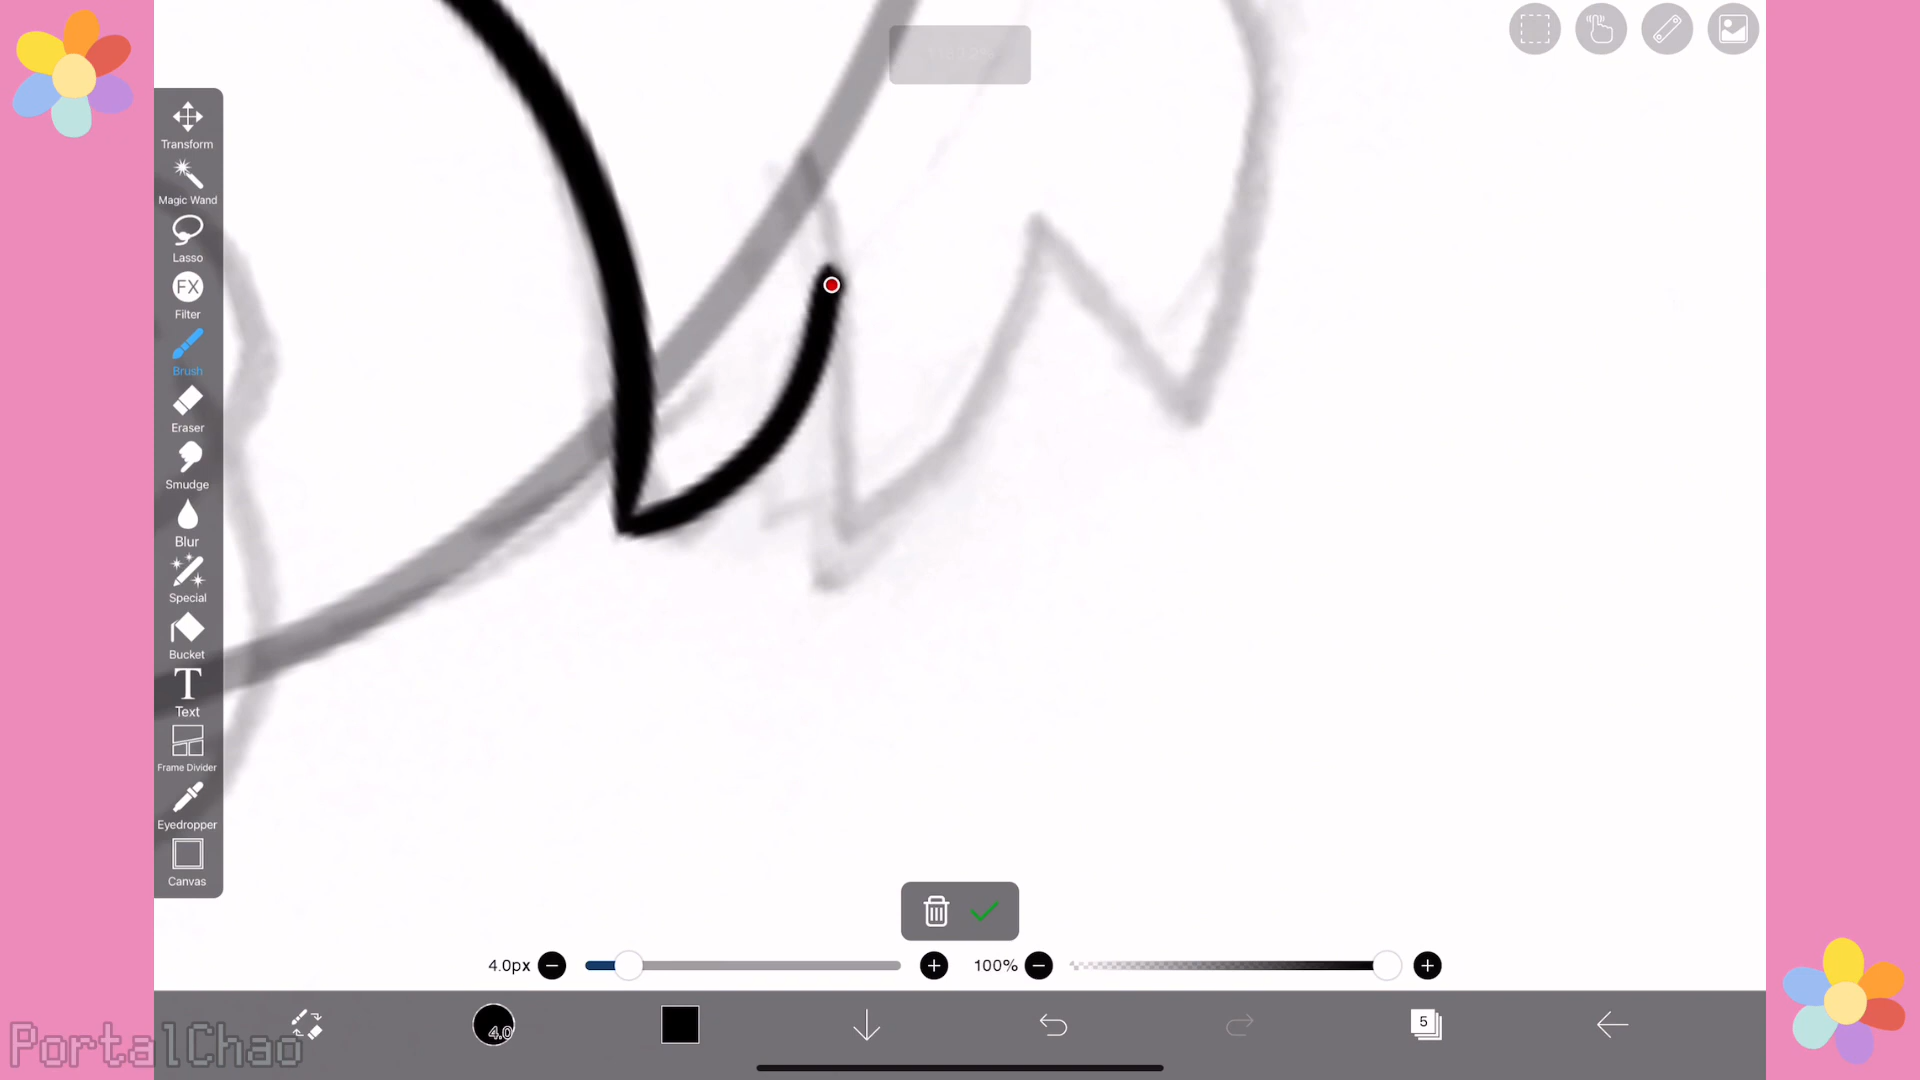 Transform
Magic Wand
Lasso
FX
Filter
Brush
Eraser
Smudge
Blur
Special
Bucket
T
Text
Frame Divider
Eyedropper
Canvas
4.0px
100%
4.0
5
PortalChao